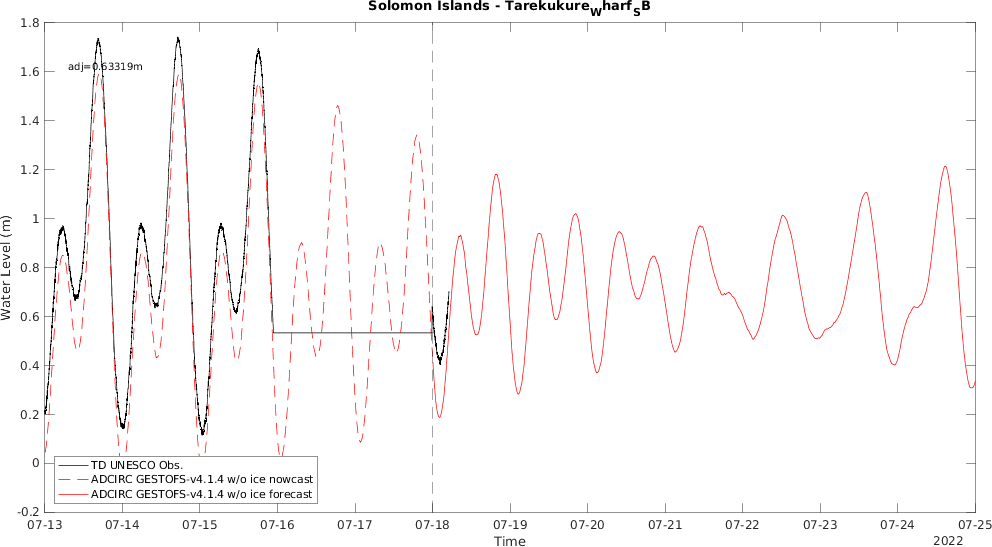 Solomon Islands - TarekukureWharfSB
1.8
1.6
1.4
1.2
1
0.8
0.6
0.4
0.2
0
-0.2
Water Level (m)
adj=0.63319m
TD UNESCO Obs.
ADCIRC GESTOFS-v4.1.4 w/o ice nowcast
ADCIRC GESTOFS-v4.1.4 w/o ice forecast
07-13 07-14 07-15 07-16 07-17 07-18 07-19 07-20 07-21 07-22 07-23 07-24 07-25
Time
2022